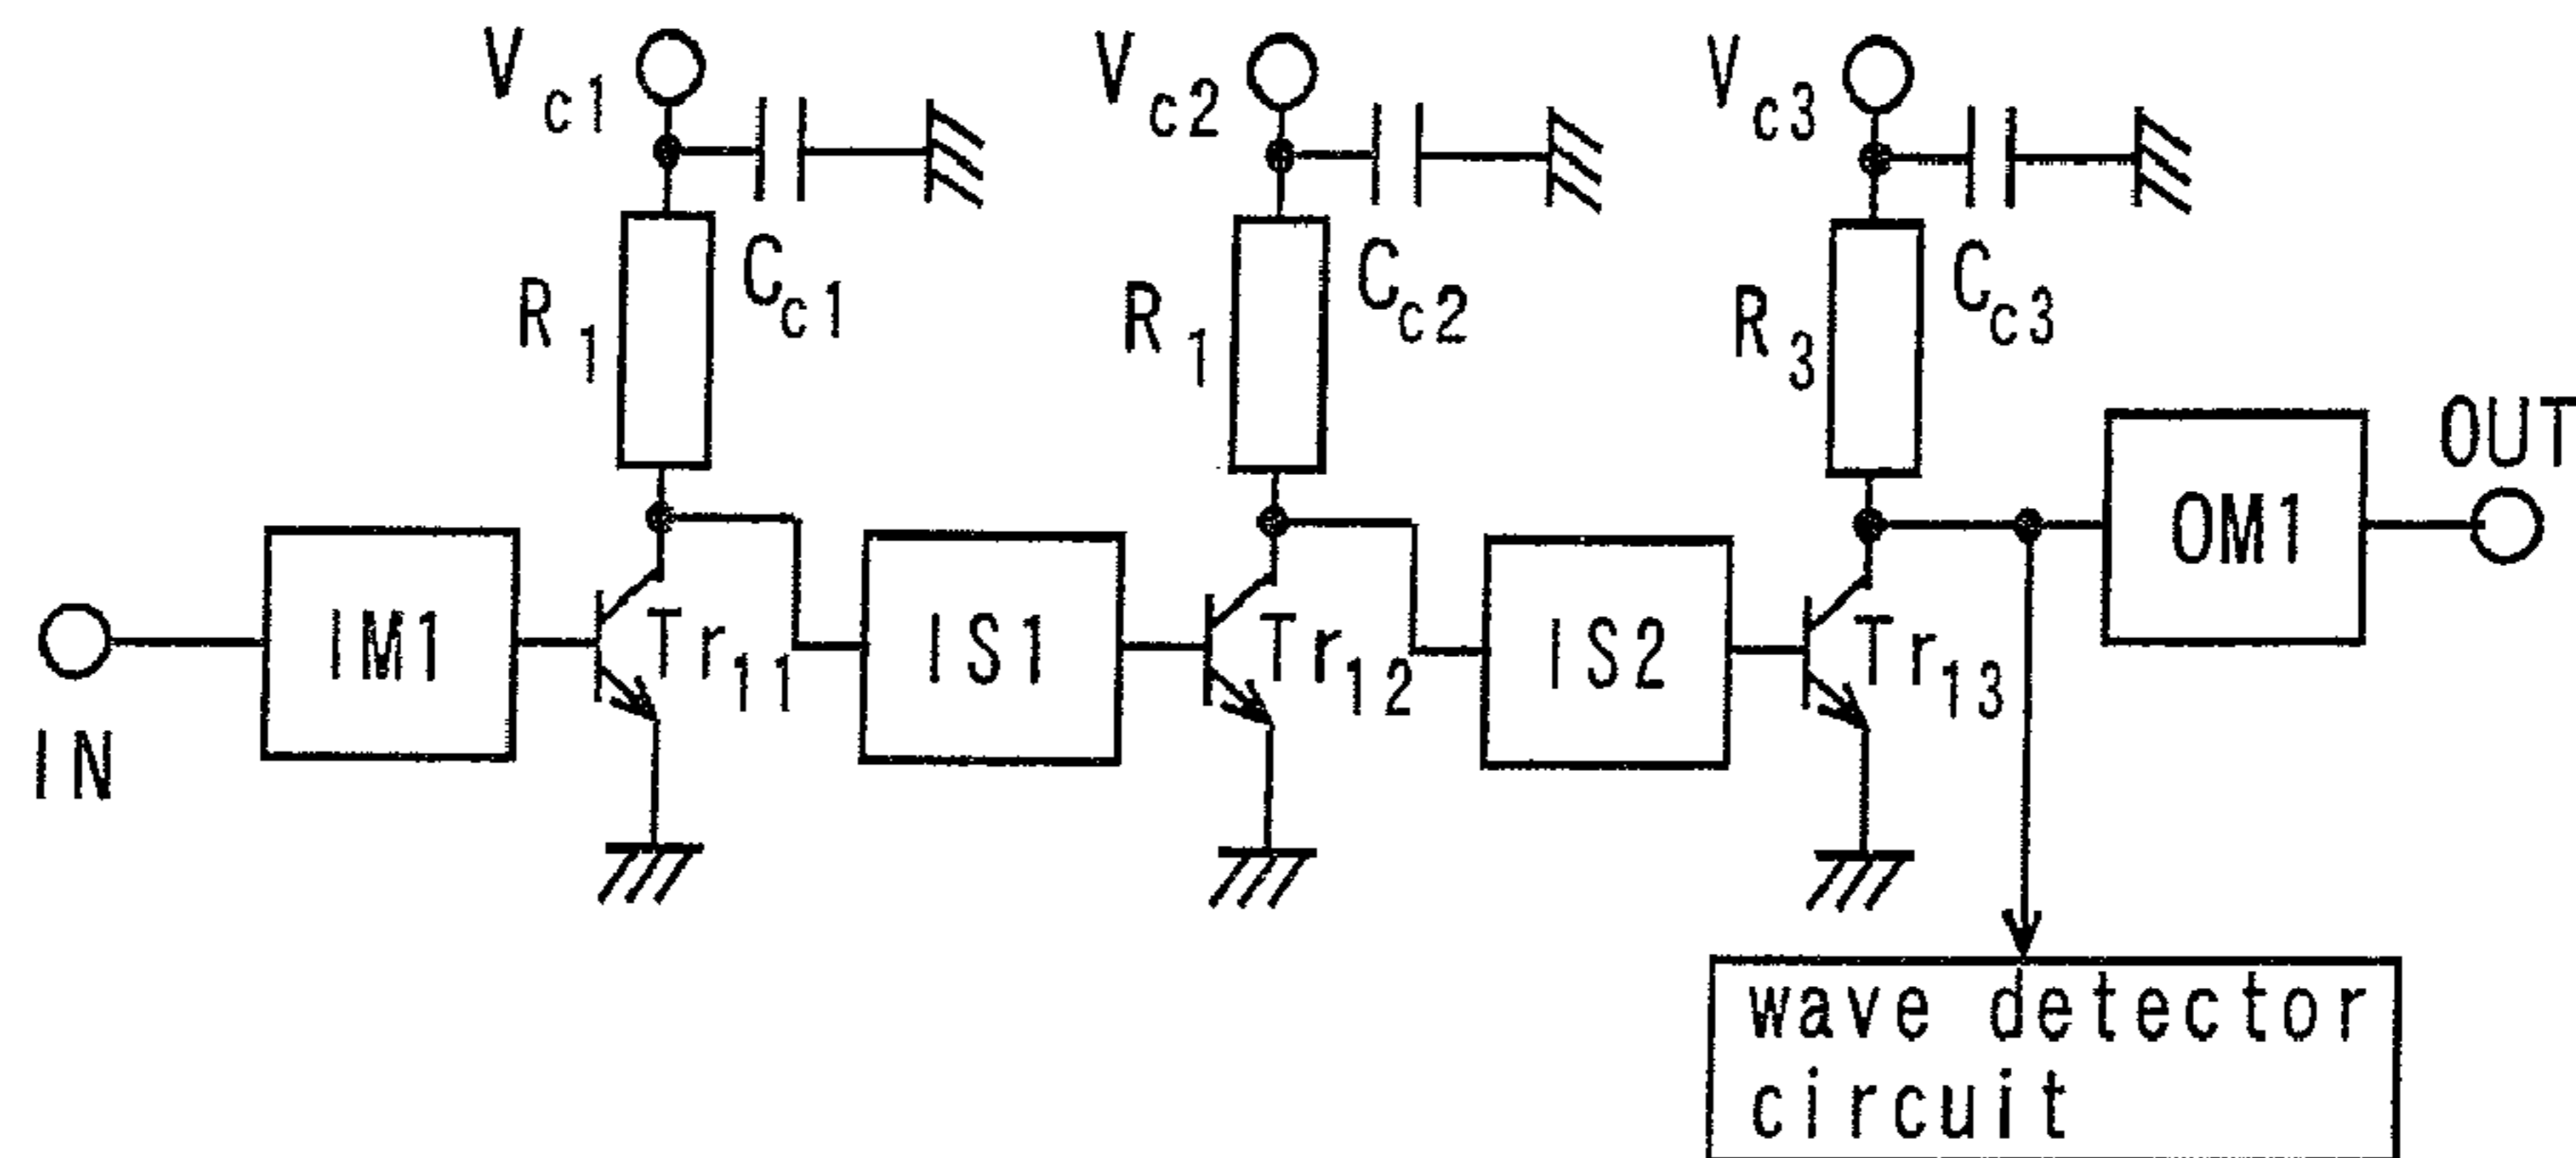 Vc1
Vc2
Vc3
R1
Cc1
R1
Cc2
R3
Cc3
OUT
IN
IM1
Tr11
IS1
Tr12
IS2
Tr13
OM1
wave detector
circuit